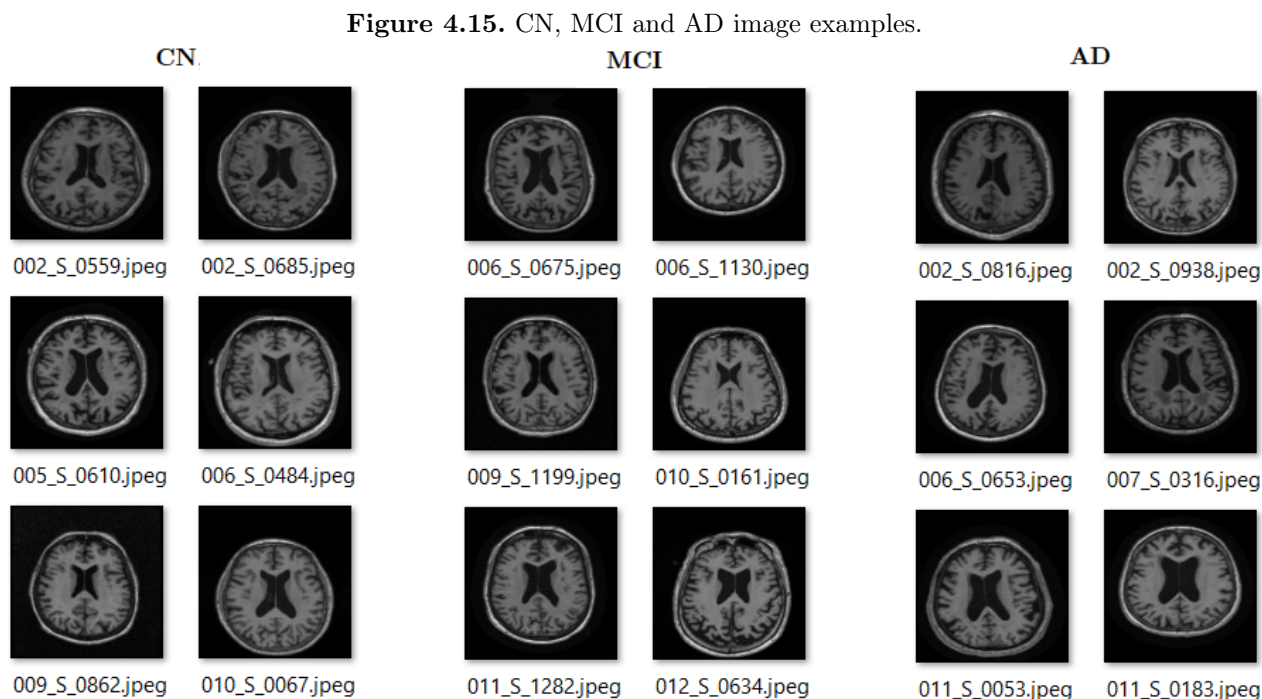 Figure 4.15. CN, MCI and AD image examples.
CN
MCI
AD
002_S_0559.jpeg 002_S_0685.jpeg 006_S_0675.jpeg 006_S_1130.jpeg 002_S_0816.jpeg 002_S_0938.jpeg
005_S_0610.jpeg 006_S_0484.jpeg 009_S_1199.jpeg 010_S_0161.jpeg 006_S_0653.jpeg 007_S_0316.jpeg
009_S_0862.jpeg 010_S_0067.jpeg 011_S_1282.jpeg 012_S_0634.jpeg 011_S_0053.jpeg 011_S_0183.jpeg